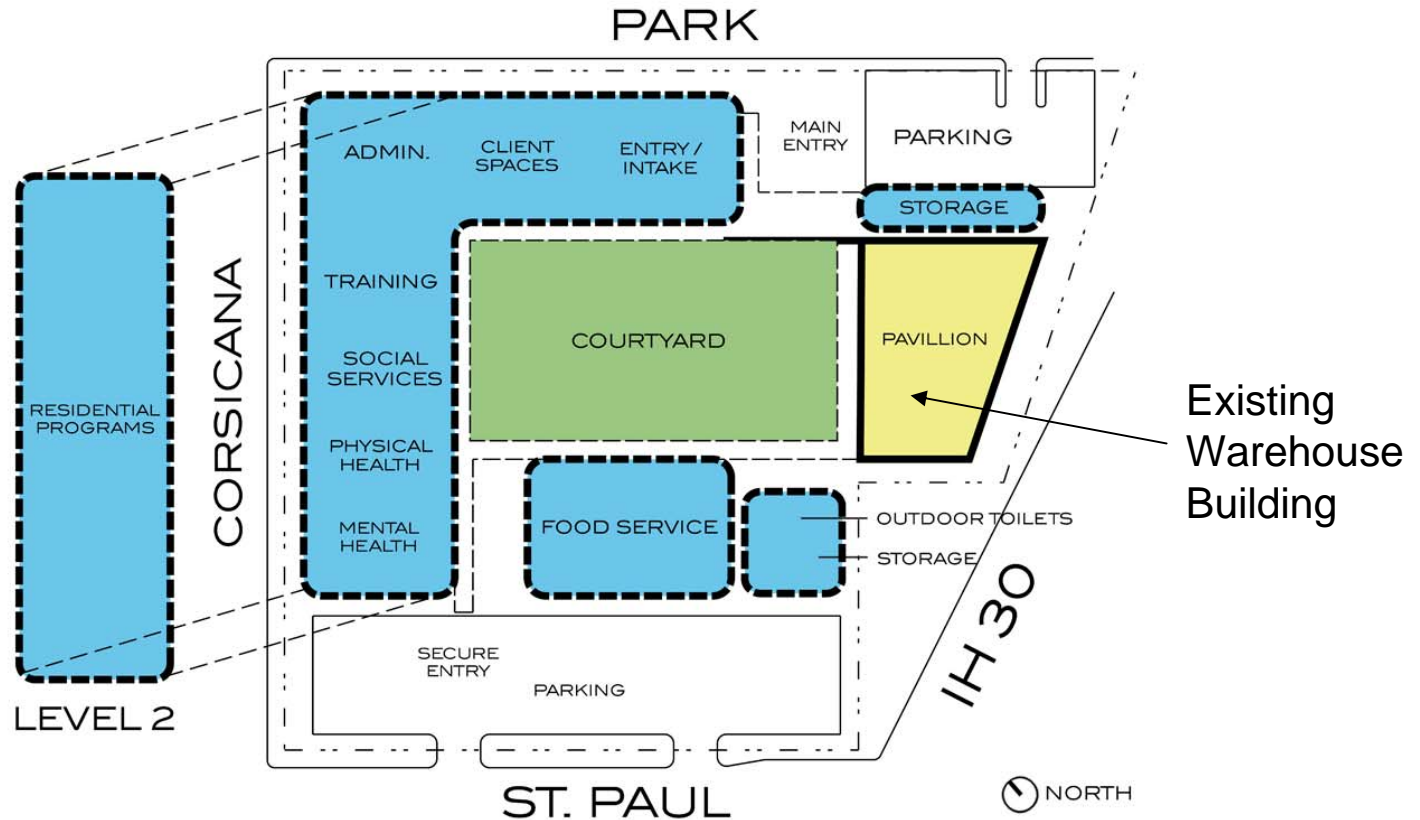 PARK
MAIN
ENTRY
PARKING
ADMIN.
CLIENT
SPACES
ENTRY /
INTAKE
STORAGE
TRAINING
SOCIAL
SERVICES
PHYSICAL
HEALTH
MENTAL
HEALTH
COURTYARD
PAVILLION
Existing
Warehouse
Building
RESIDENTIAL
PROGRAMS
LEVEL 2
CORSICANA
FOOD SERVICE
OUTDOOR TOILETS
STORAGE
IH 30
SECURE
ENTRY
PARKING
ST. PAUL
NORTH